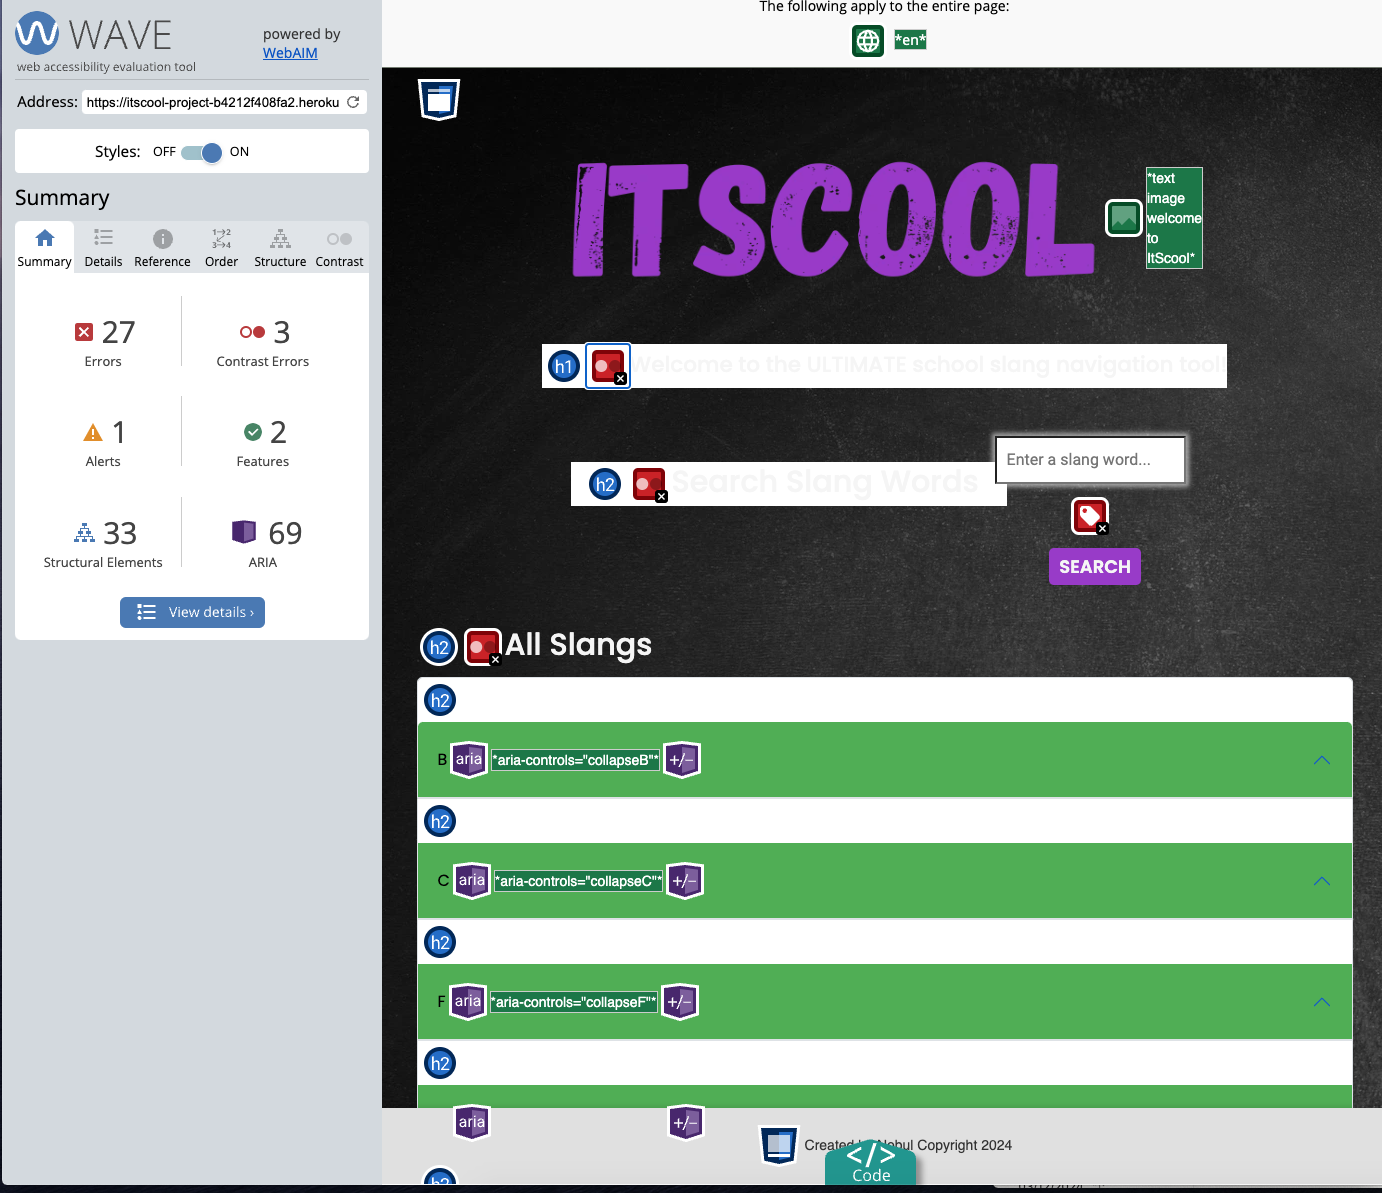 WAVE
web accessibility evaluation tool
powered by
WebAIM
Address: https://itscool-project-b4212f408fa2.heroku
Styles: OFF ON
Summary
Summary Details Reference Order Structure Contrast
27
Errors
3
Contrast Errors
1
Alerts
2
Features
33
Structural Elements
69
ARIA
View details ›
The following apply to the entire page:
*en*
ITSCOOL
*text
image
welcome
to
ItScool*
h1 Welcome to the ULTIMATE school slang navigation tool!
h2 Search Slang Words
Enter a slang word...
SEARCH
h2 All Slangs
h2
B aria *aria-controls="collapseB"* +/−
h2
C aria *aria-controls="collapseC"* +/−
h2
F aria *aria-controls="collapseF"* +/−
h2
aria +/−
Created by Nabul Copyright 2024
h2
</>
Code